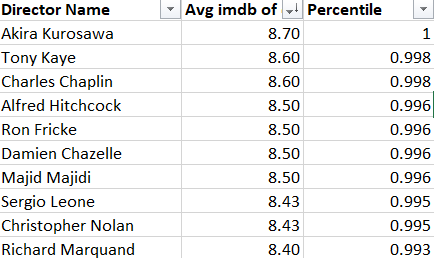 Director Name Avg imdb of Percentile
Akira Kurosawa 8.70 1
Tony Kaye 8.60 0.998
Charles Chaplin 8.60 0.998
Alfred Hitchcock 8.50 0.996
Ron Fricke 8.50 0.996
Damien Chazelle 8.50 0.996
Majid Majidi 8.50 0.996
Sergio Leone 8.43 0.995
Christopher Nolan 8.43 0.995
Richard Marquand 8.40 0.993